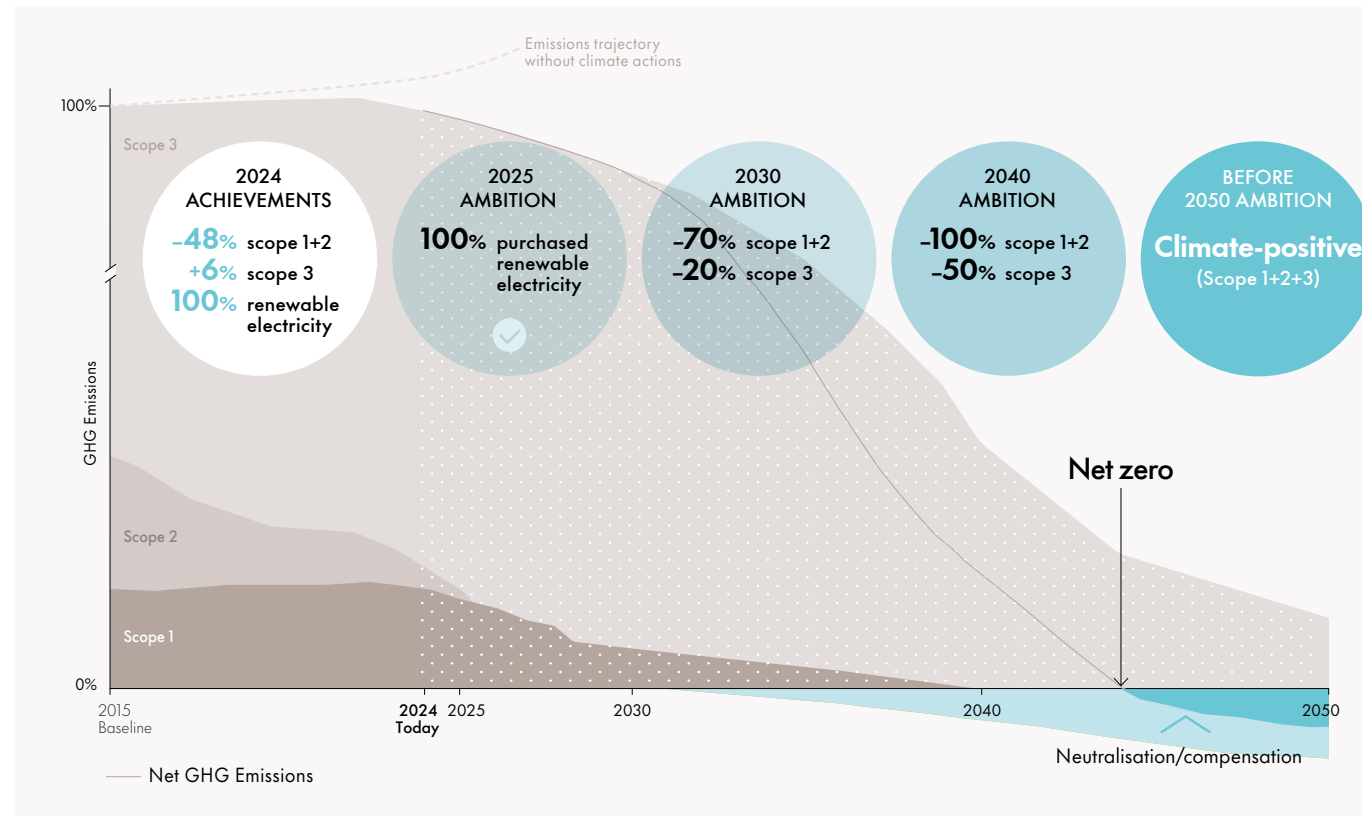 Emissions trajectory
without climate actions
100%
Scope 3
2024
ACHIEVEMENTS
–48% scope 1+2
+6% scope 3
100% renewable
electricity
2025
AMBITION
100% purchased
renewable
electricity
2030
AMBITION
–70% scope 1+2
–20% scope 3
2040
AMBITION
–100% scope 1+2
–50% scope 3
BEFORE
2050 AMBITION
Climate-positive
(Scope 1+2+3)
GHG Emissions
Net zero
Scope 2
Scope 1
0%
2015
Baseline
2024
Today
2025
2030
2040
2050
Neutralisation/compensation
Net GHG Emissions